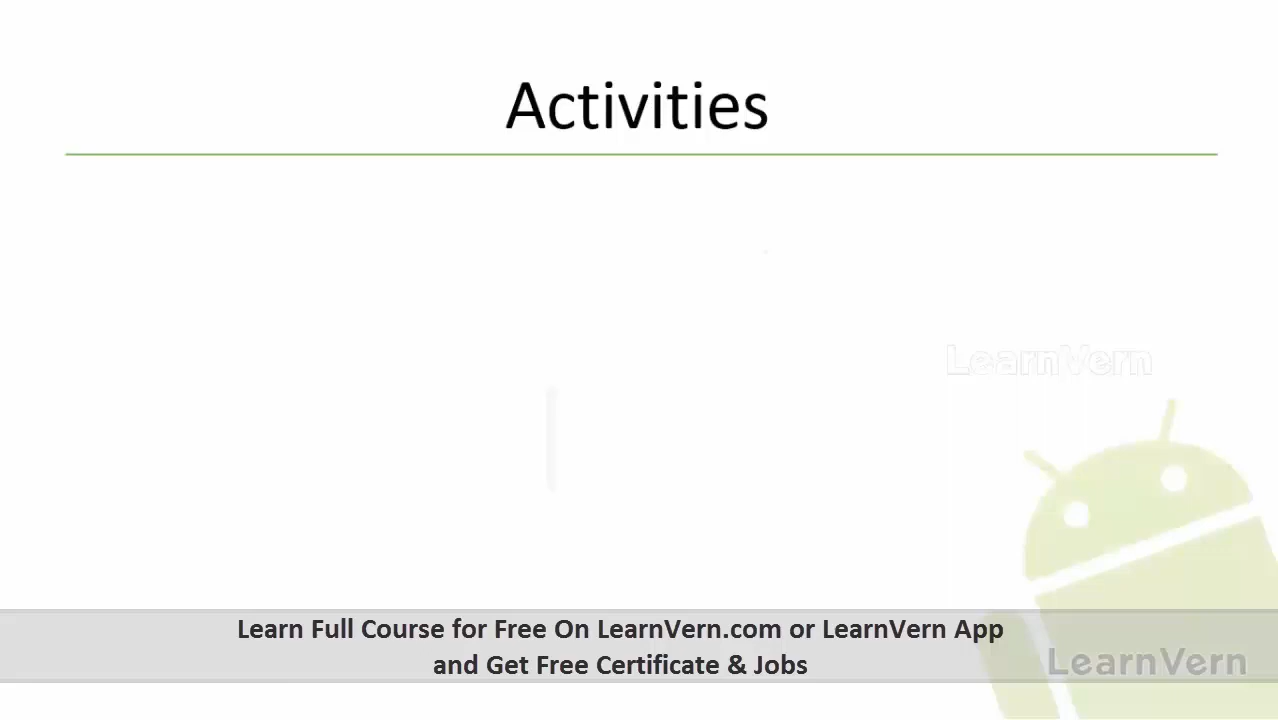 Activities
LearnVern
Learn Full Course for Free On LearnVern.com or LearnVern App
and Get Free Certificate & Jobs
LearnVern